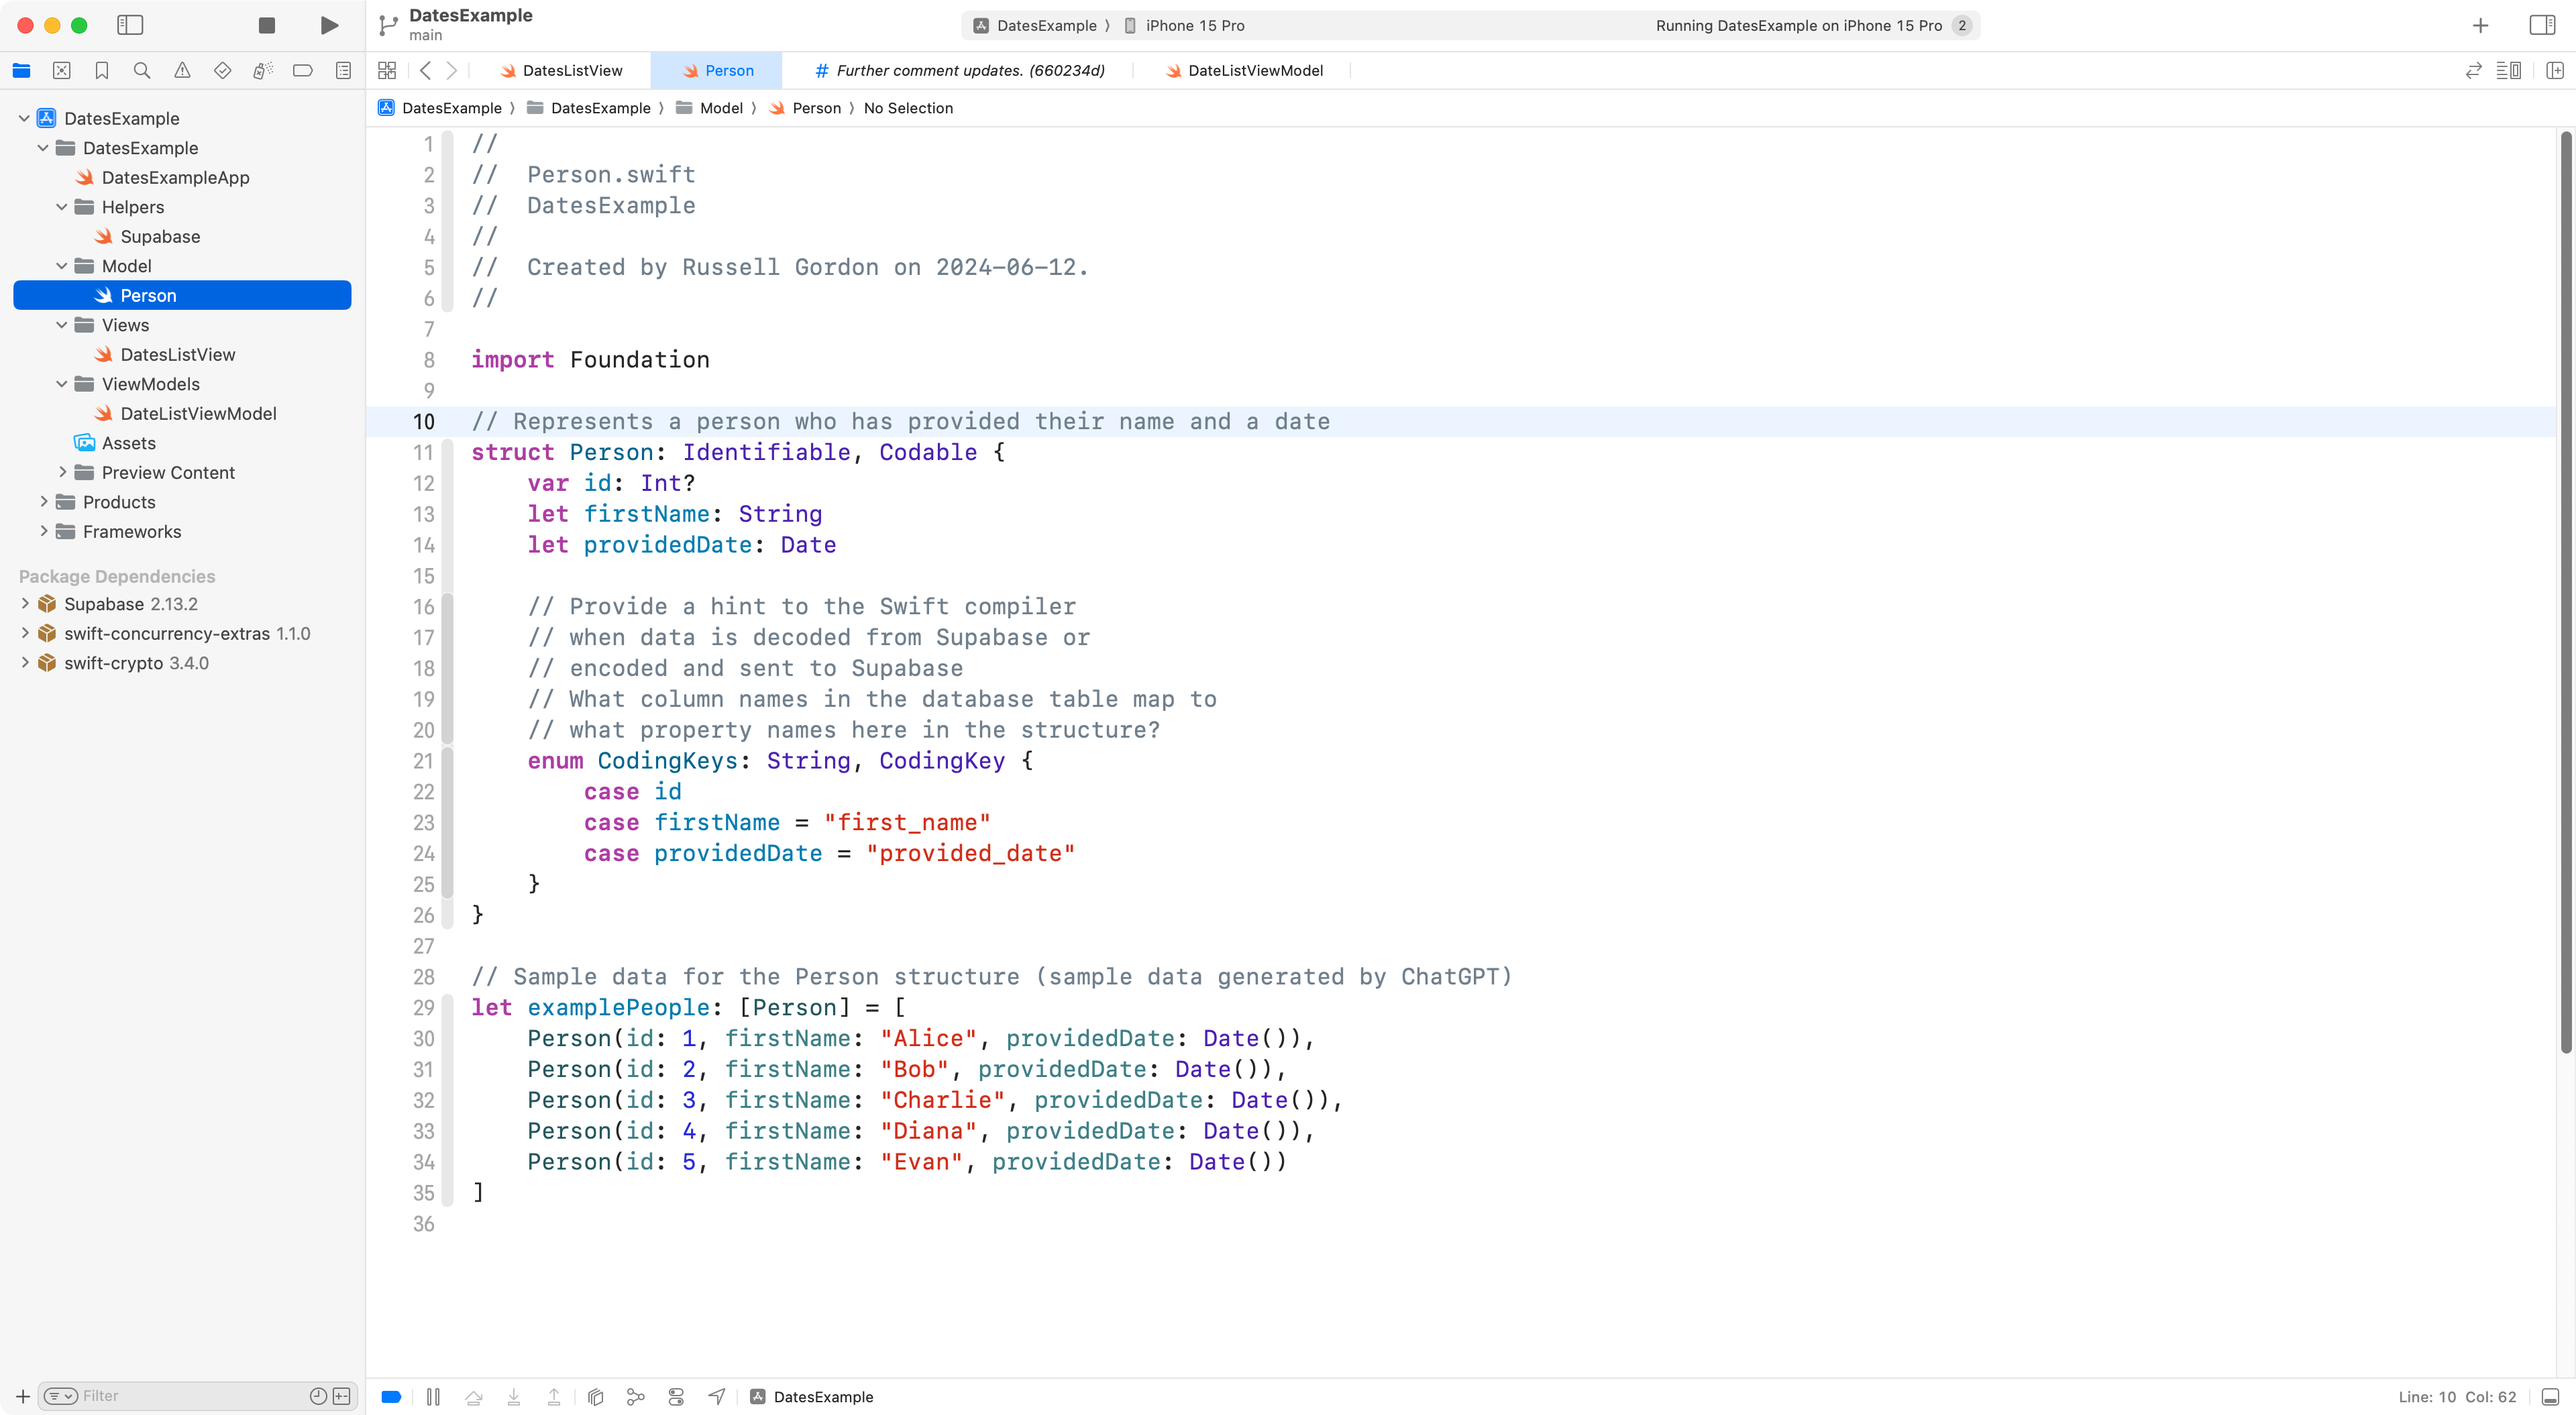 DatesExample
main
DatesExample
iPhone 15 Pro
Running DatesExample on iPhone 15 Pro 2
DatesListView
Person
# Further comment updates. (660234d)
DateListViewModel
DatesExample
DatesExample
Model
Person
No Selection
DatesExample
DatesExample
DatesExampleApp
Helpers
Supabase
Model
Person
Views
DatesListView
ViewModels
DateListViewModel
Assets
Preview Content
Products
Frameworks
Package Dependencies
Supabase 2.13.2
swift-concurrency-extras 1.1.0
swift-crypto 3.4.0
Filter
1 //
2 //  Person.swift
3 //  DatesExample
4 //
5 //  Created by Russell Gordon on 2024-06-12.
6 //
7
8 import Foundation
9
10 // Represents a person who has provided their name and a date
11 struct Person: Identifiable, Codable {
12     var id: Int?
13     let firstName: String
14     let providedDate: Date
15
16     // Provide a hint to the Swift compiler
17     // when data is decoded from Supabase or
18     // encoded and sent to Supabase
19     // What column names in the database table map to
20     // what property names here in the structure?
21     enum CodingKeys: String, CodingKey {
22         case id
23         case firstName = "first_name"
24         case providedDate = "provided_date"
25     }
26 }
27
28 // Sample data for the Person structure (sample data generated by ChatGPT)
29 let examplePeople: [Person] = [
30     Person(id: 1, firstName: "Alice", providedDate: Date()),
31     Person(id: 2, firstName: "Bob", providedDate: Date()),
32     Person(id: 3, firstName: "Charlie", providedDate: Date()),
33     Person(id: 4, firstName: "Diana", providedDate: Date()),
34     Person(id: 5, firstName: "Evan", providedDate: Date())
35 ]
36
DatesExample
Line: 10 Col: 62